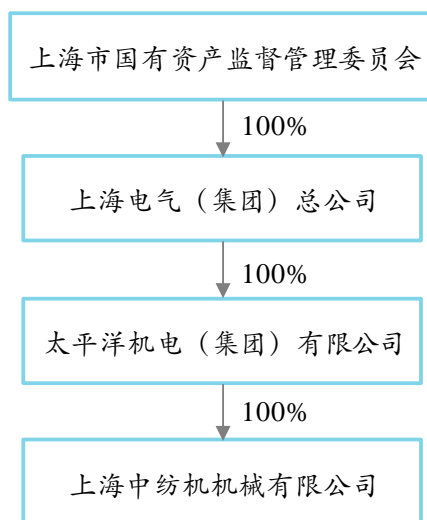 上海市国有资产监督管理委员会
100%
上海电气（集团）总公司
100%
太平洋机电（集团）有限公司
100%
上海中纺机机械有限公司